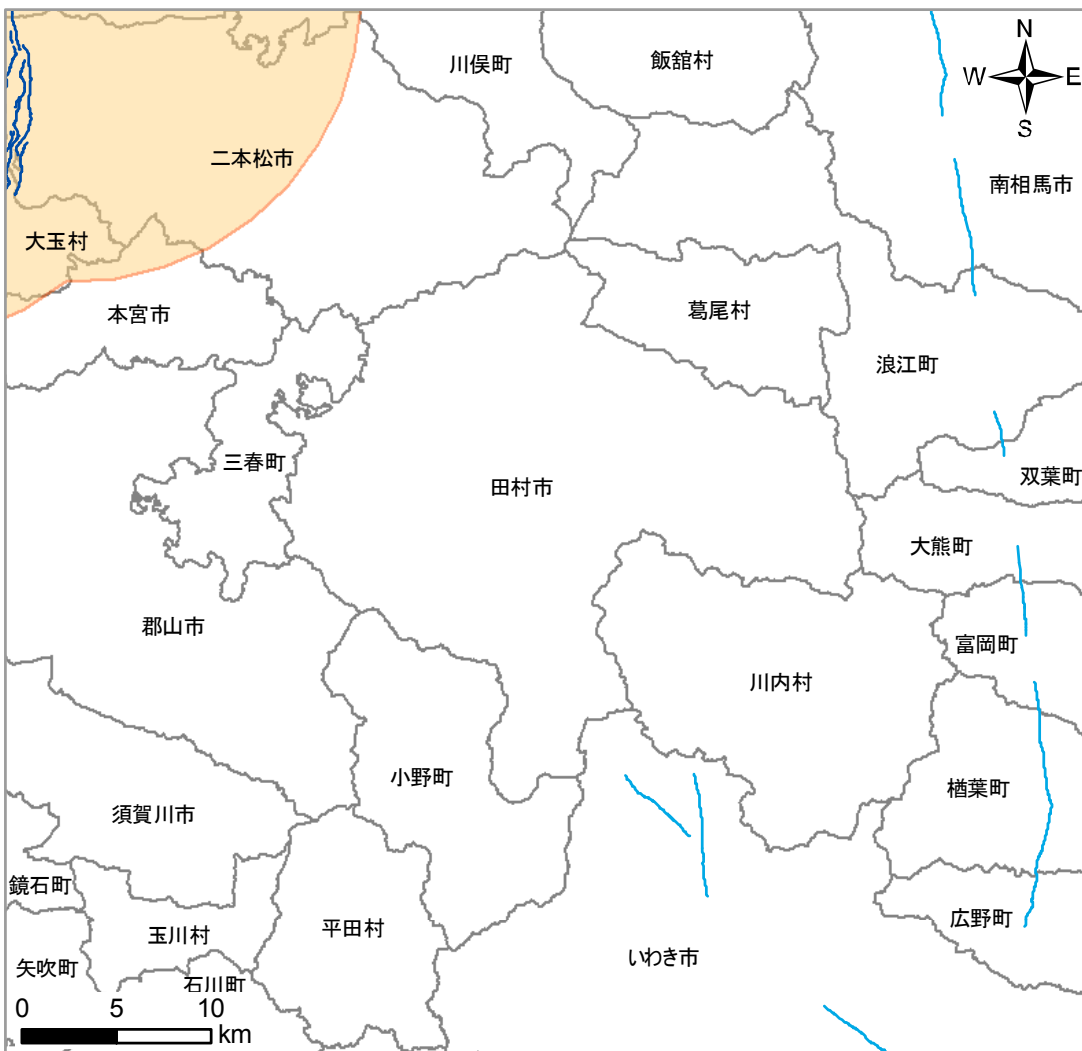 N
川俣町
飯舘村
W
E
S
二本松市
南相馬市
大玉村
本宮市
葛尾村
浪江町
三春町
双葉町
田村市
大熊町
郡山市
富岡町
川内村
小野町
楢葉町
須賀川市
鏡石町
広野町
平田村
玉川村
いわき市
矢吹町
石川町
0 5 10
km